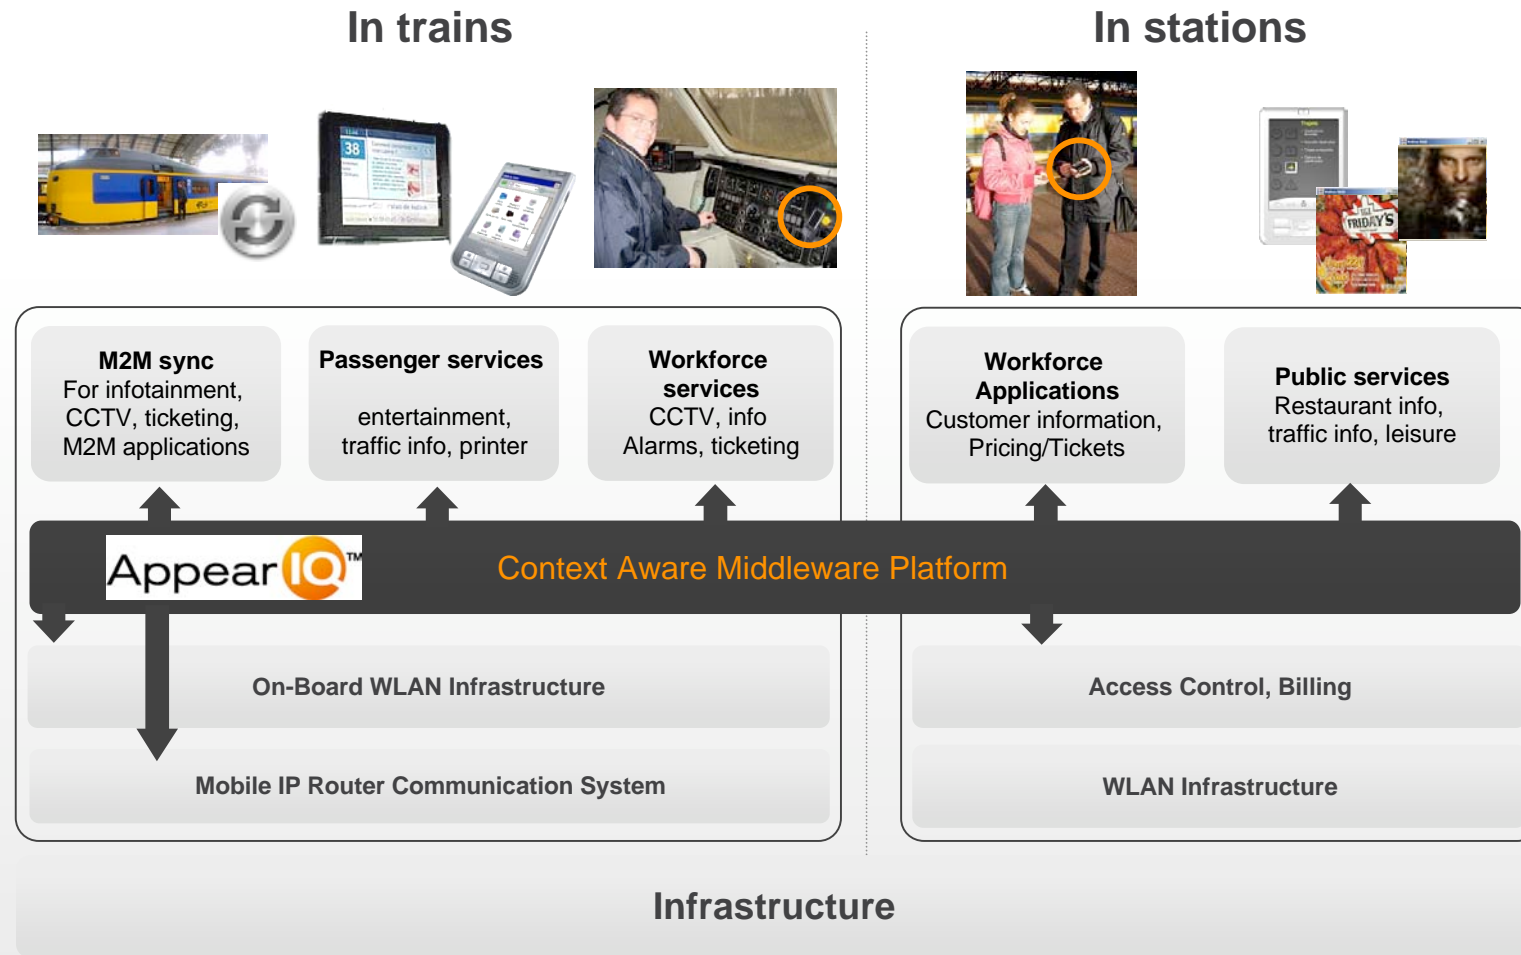 In trains
In stations
38
TGI
FRIDAY'S
M2M sync
For infotainment,
CCTV, ticketing,
M2M applications
Passenger services
entertainment,
traffic info, printer
Workforce
services
CCTV, info
Alarms, ticketing
Workforce
Applications
Customer information,
Pricing/Tickets
Public services
Restaurant info,
traffic info, leisure
AppearIQ™
Context Aware Middleware Platform
On-Board WLAN Infrastructure
Access Control, Billing
Mobile IP Router Communication System
WLAN Infrastructure
Infrastructure